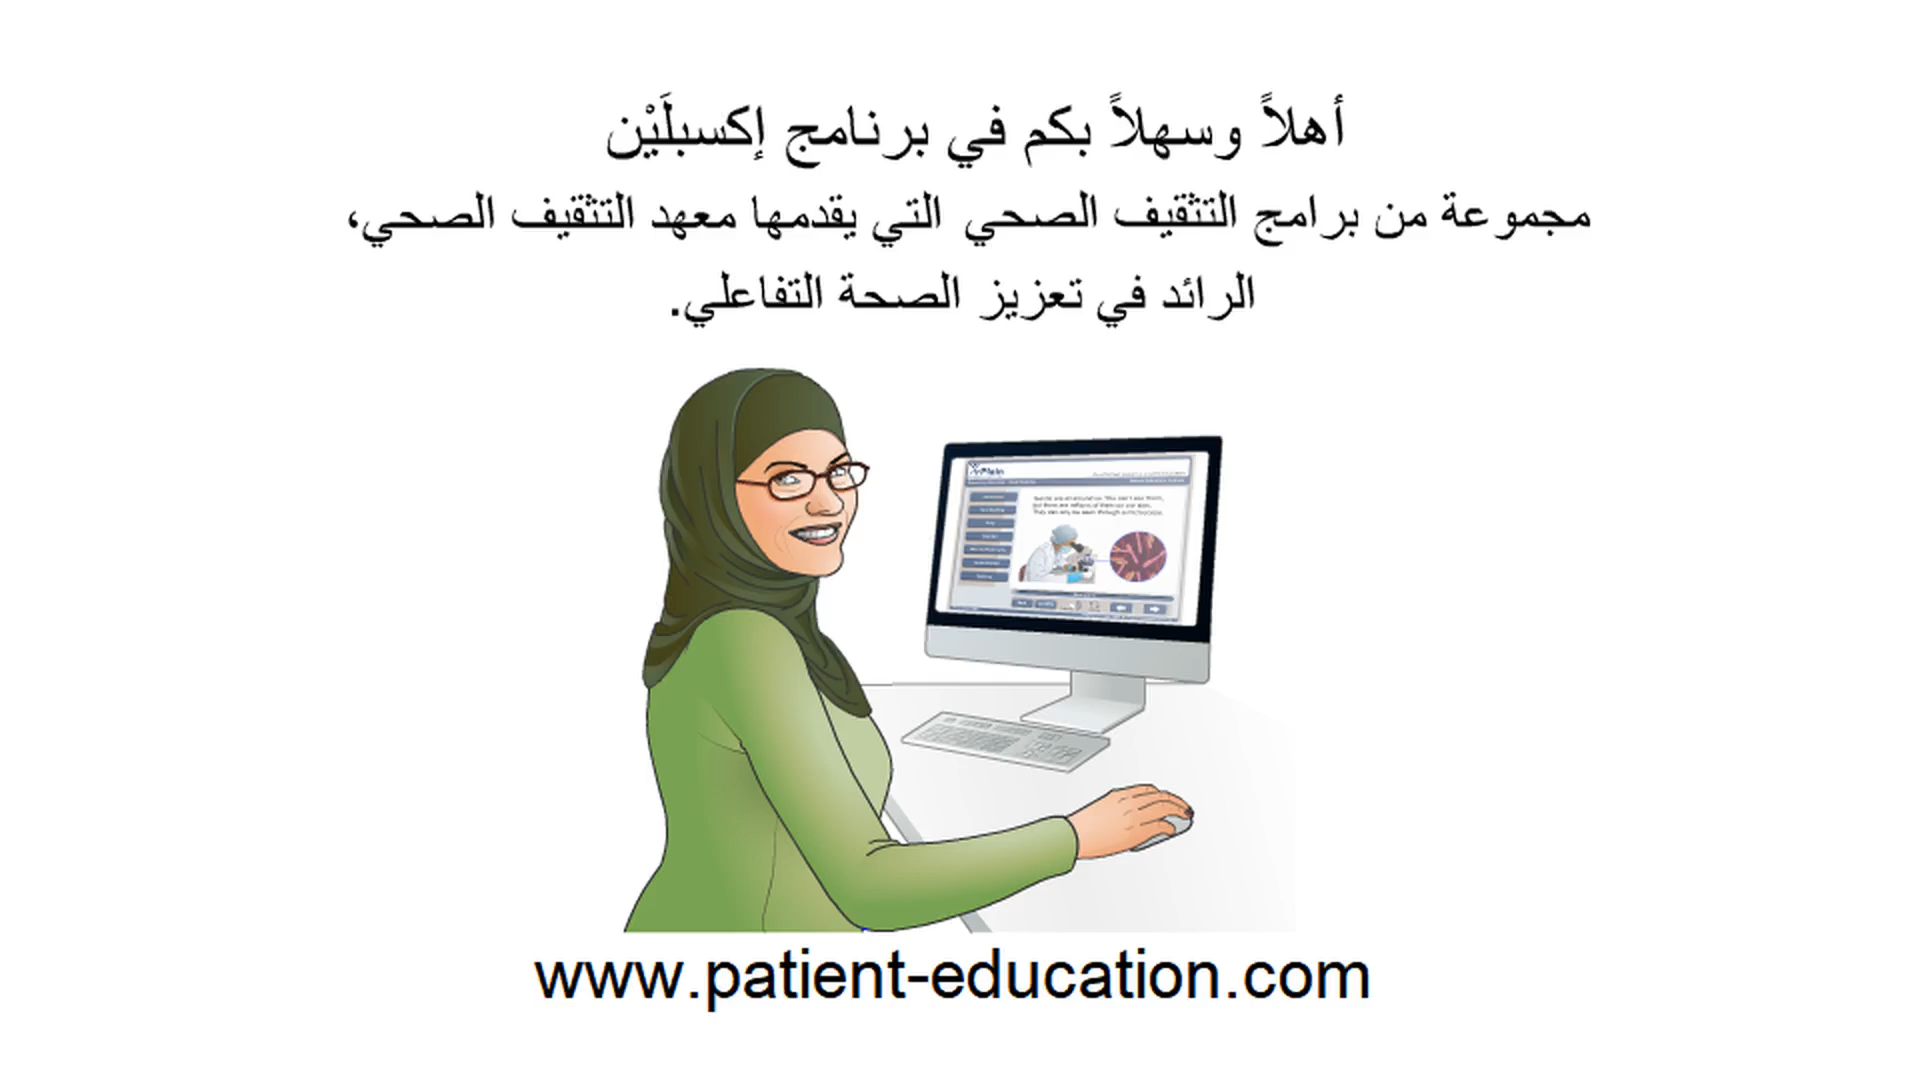 أهلاً وسهلاً بكم في برنامج إكسبلَيْن
مجموعة من برامج التثقيف الصحي التي يقدمها معهد التثقيف الصحي،
الرائد في تعزيز الصحة التفاعلي.
www.patient-education.com